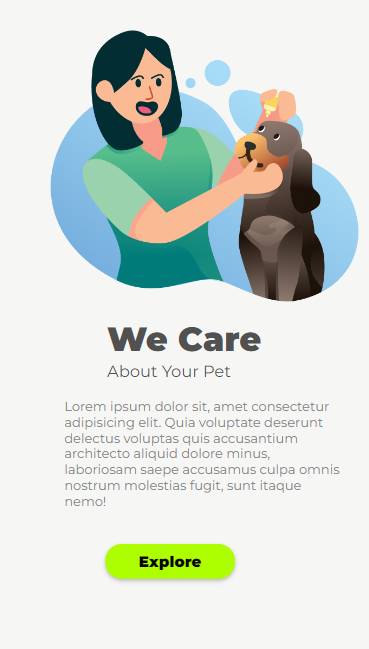 We Care
About Your Pet
Lorem ipsum dolor sit, amet consectetur
adipisicing elit. Quia voluptate deserunt
delectus voluptas quis accusantium
architecto aliquid dolore minus,
laboriosam saepe accusamus culpa omnis
nostrum molestias fugit, sunt itaque
nemo!
Explore